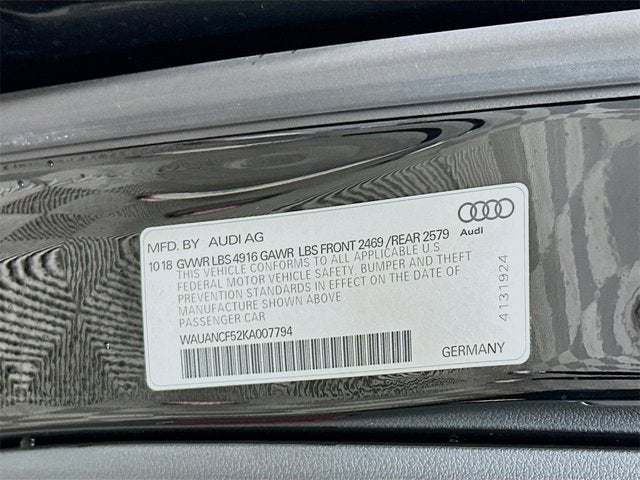 MFD. BY AUDI AG
10 18 GVWR LBS 4916 GAWR LBS FRONT 2469 /REAR 2579
THIS VEHICLE CONFORMS TO ALL APPLICABLE U.S.
FEDERAL MOTOR VEHICLE SAFETY, BUMPER AND THEFT
PREVENTION STANDARDS IN EFFECT ON THE DATE OF
MANUFACTURE SHOWN ABOVE
PASSENGER CAR
WAUANCF52KA007794
GERMANY
Audi
4131924